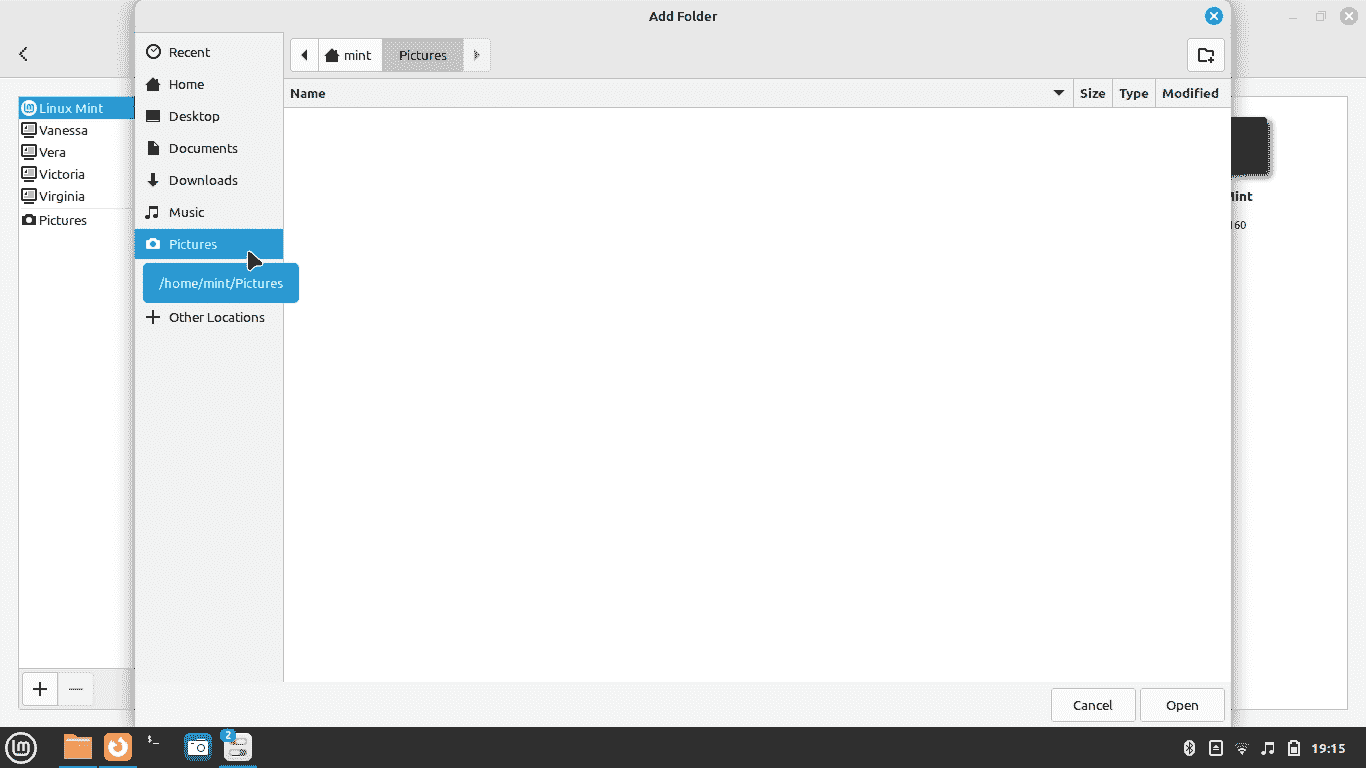 Add Folder
Recent
Home
Desktop
Documents
Downloads
Music
Pictures
/home/mint/Pictures
Other Locations
mint
Pictures
Name
Size
Type
Modified
Linux Mint
Vanessa
Vera
Victoria
Virginia
Pictures
Cancel
Open
2
19:15